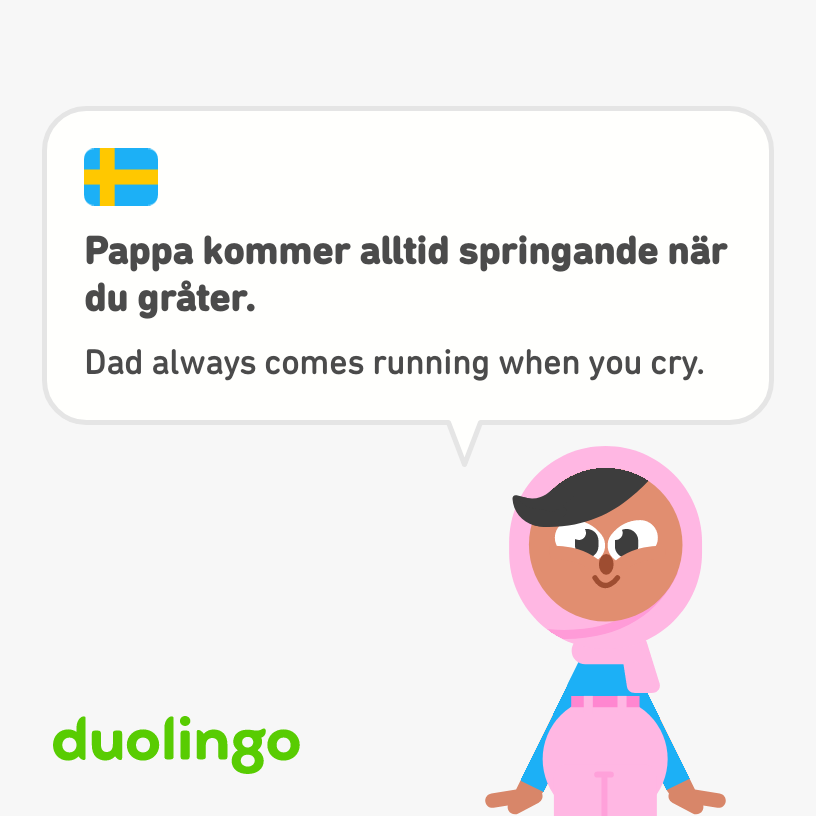 Pappa kommer alltid springande när
du gråter.
Dad always comes running when you cry.
duolingo